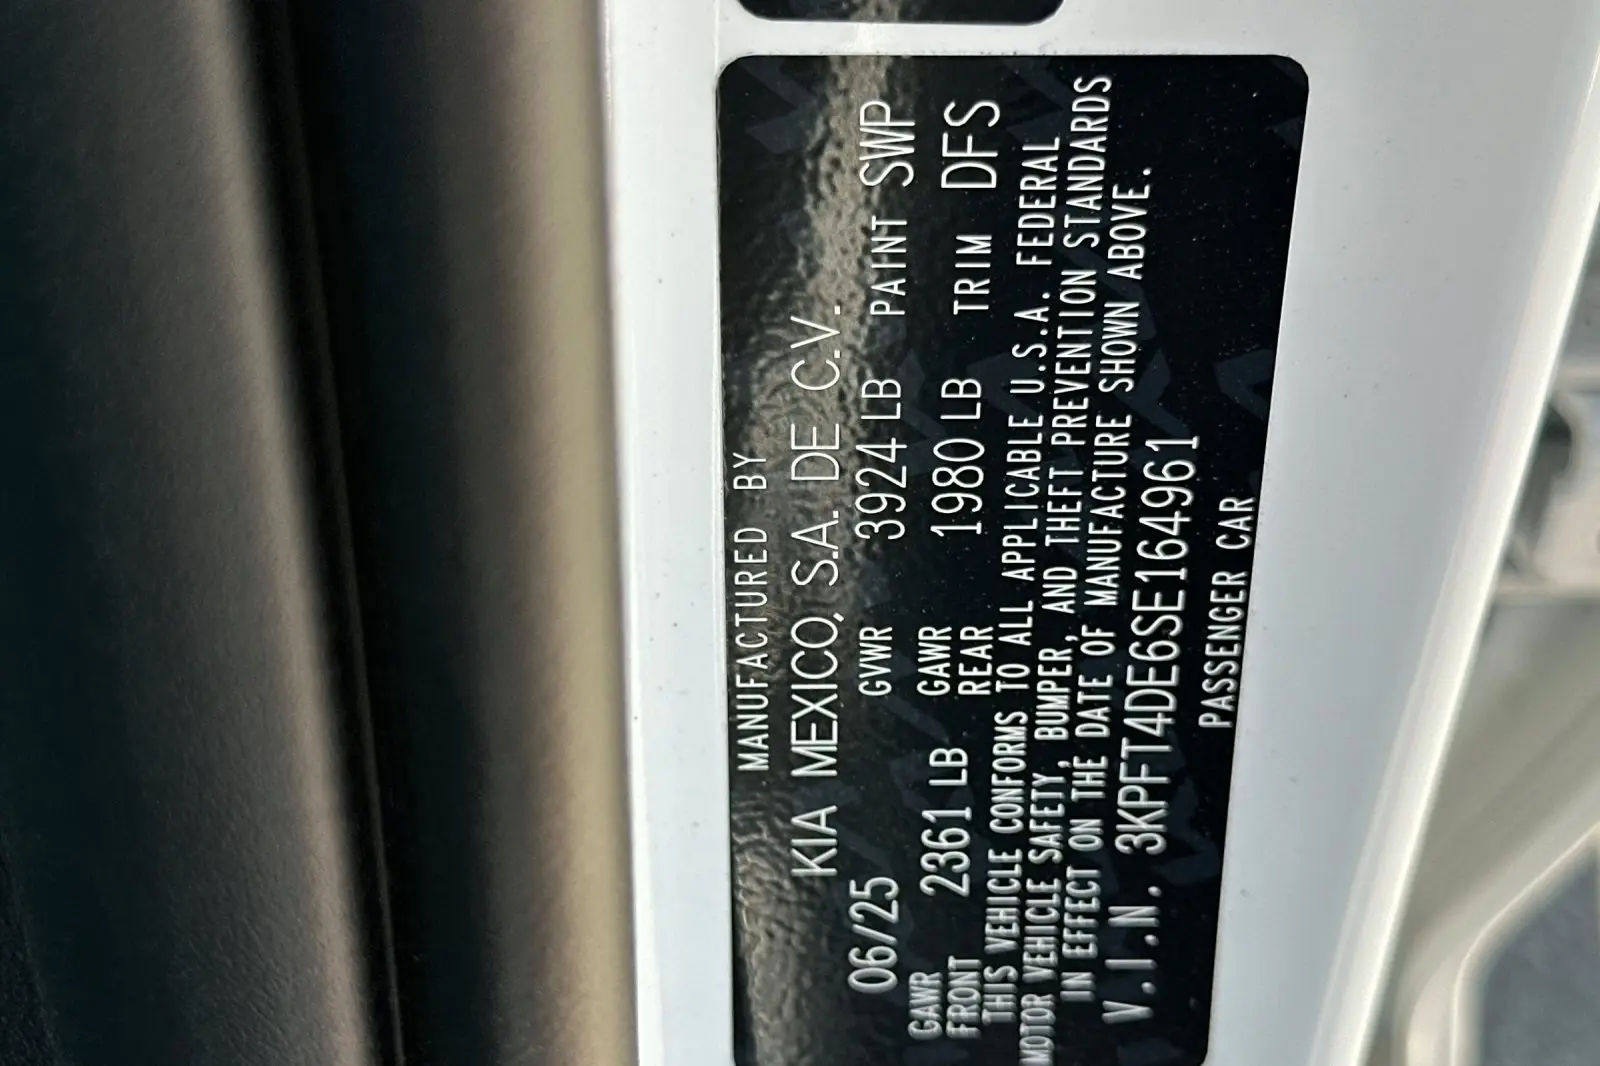 MANUFACTURED BY
KIA MEXICO, S.A. DE C.V.
06/25 GVWR 3924 LB PAINT SWP
GAWR FRONT 2361 LB GAWR REAR 1980 LB TRIM DFS
THIS VEHICLE CONFORMS TO ALL APPLICABLE U.S.A. FEDERAL
MOTOR VEHICLE SAFETY, BUMPER, AND THEFT PREVENTION STANDARDS
IN EFFECT ON THE DATE OF MANUFACTURE SHOWN ABOVE.
V.I.N. 3KPFT4DE6SE164961
PASSENGER CAR